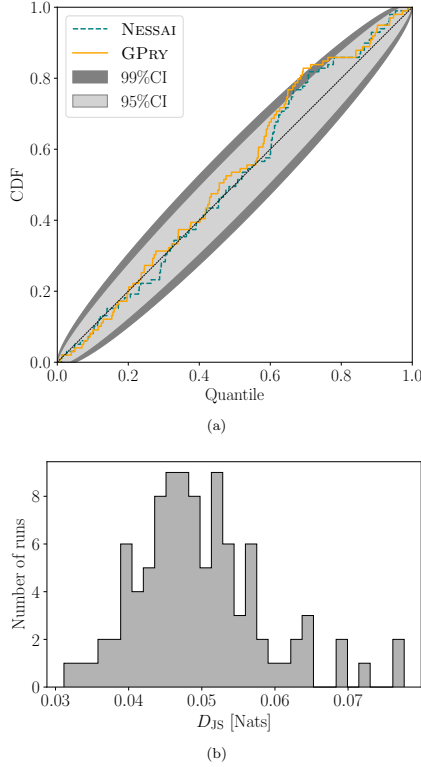 1.0
0.8
0.6
0.4
0.2
0.0
CDF
NESSAI
GPRY
99%CI
95%CI
0.0 0.2 0.4 0.6 0.8 1.0
Quantile
(a)
8
6
4
2
0
Number of runs
0.03 0.04 0.05 0.06 0.07
D_JS [Nats]
(b)